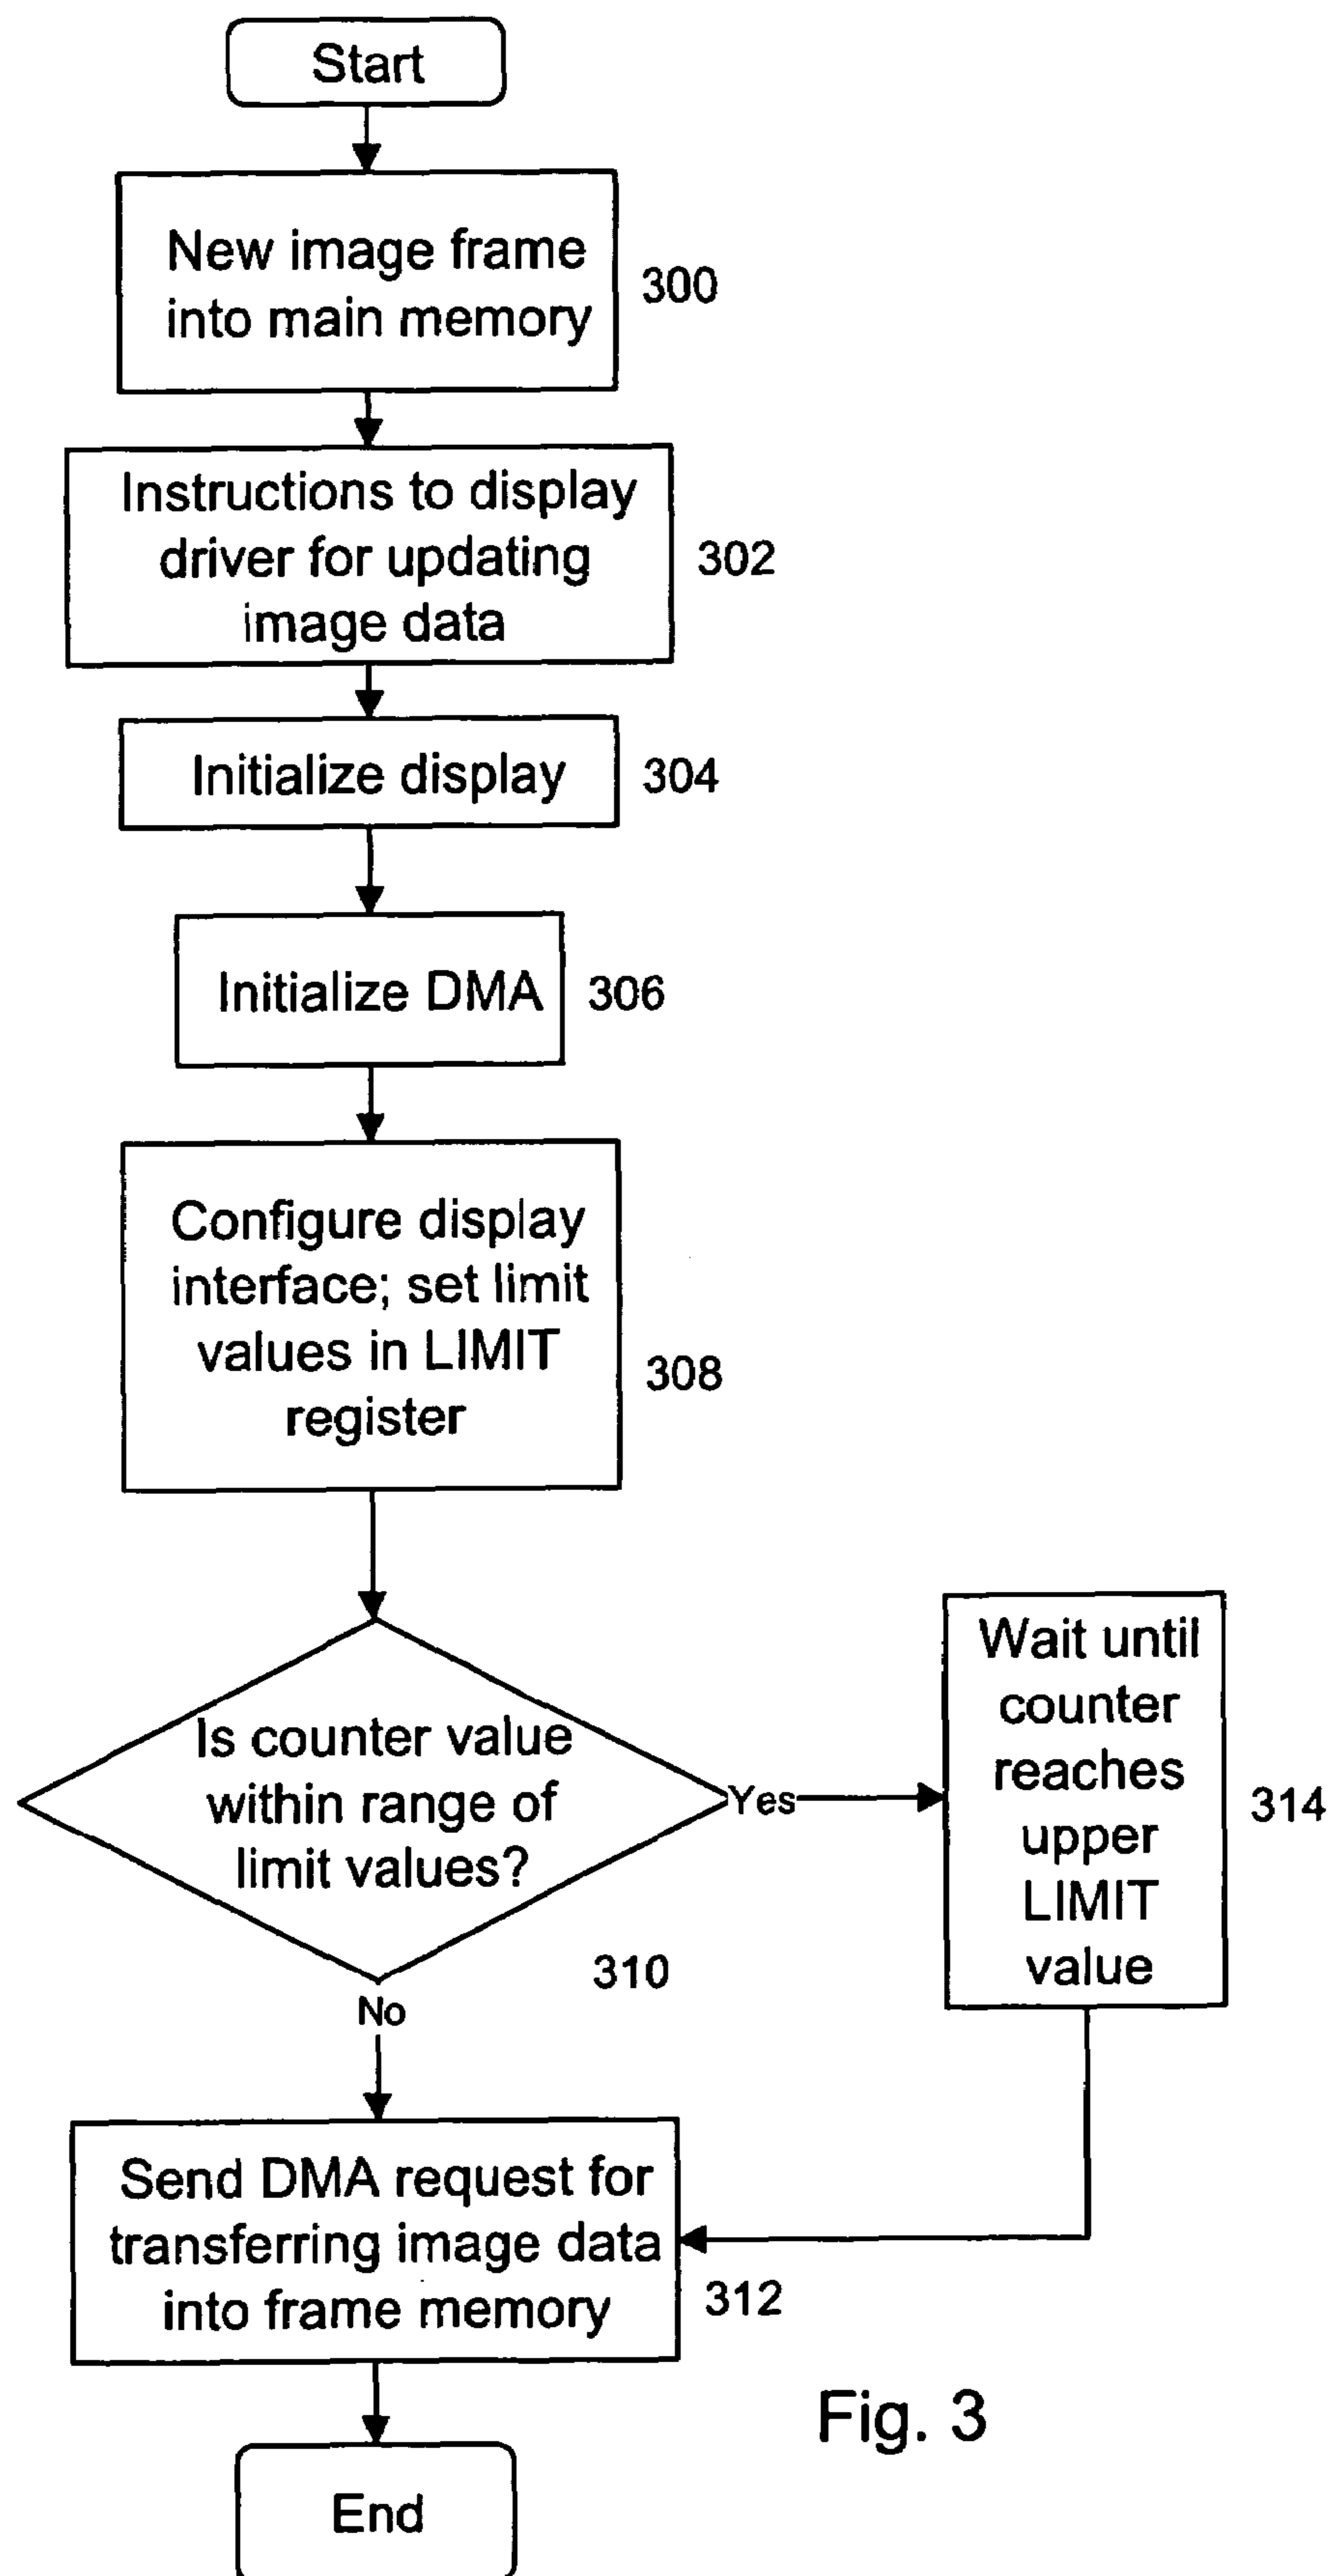 Start
New image frame
into main memory
300
Instructions to display
driver for updating
image data
302
Initialize display
304
Initialize DMA
306
Configure display
interface; set limit
values in LIMIT
register
308
Is counter value
within range of
limit values?
310
Yes
Wait until
counter
reaches
upper
LIMIT
value
314
No
Send DMA request for
transferring image data
into frame memory
312
End
Fig. 3